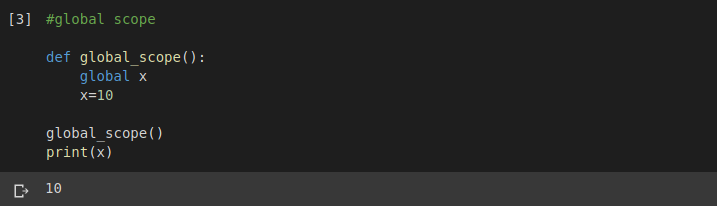 [3] #global scope
def global_scope():
    global x
    x=10
global_scope()
print(x)
10